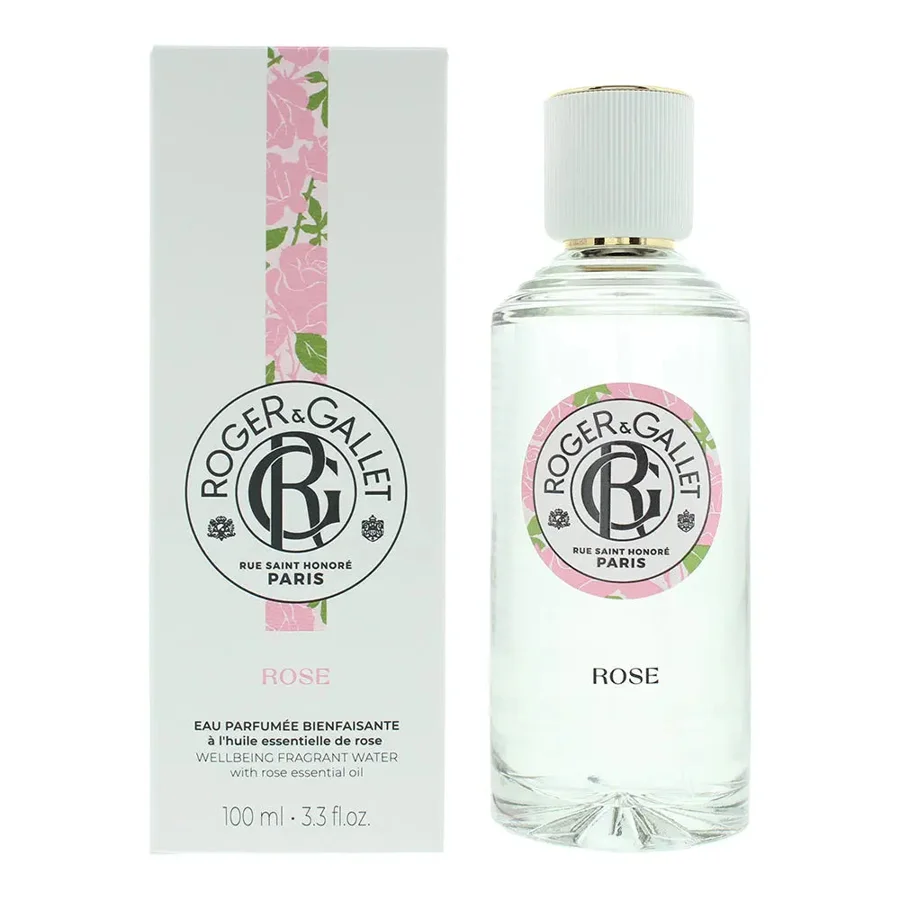 ROGER & GALLET
RG
RUE SAINT HONORÉ
PARIS
ROSE
EAU PARFUMÉE BIENFAISANTE
à l'huile essentielle de rose
WELLBEING FRAGRANT WATER
with rose essential oil
100 ml • 3.3 fl.oz.
ROGER & GALLET
RG
RUE SAINT HONORÉ
PARIS
ROSE